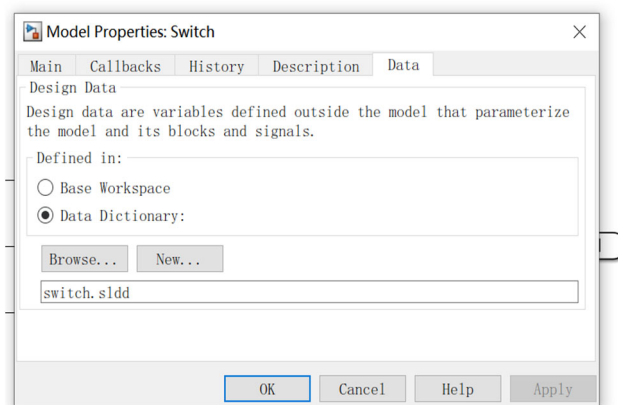 Model Properties: Switch
Main Callbacks History Description Data
Design Data
Design data are variables defined outside the model that parameterize
the model and its blocks and signals.
Defined in:
Base Workspace
Data Dictionary:
Browse... New...
switch.sldd
OK Cancel Help Apply